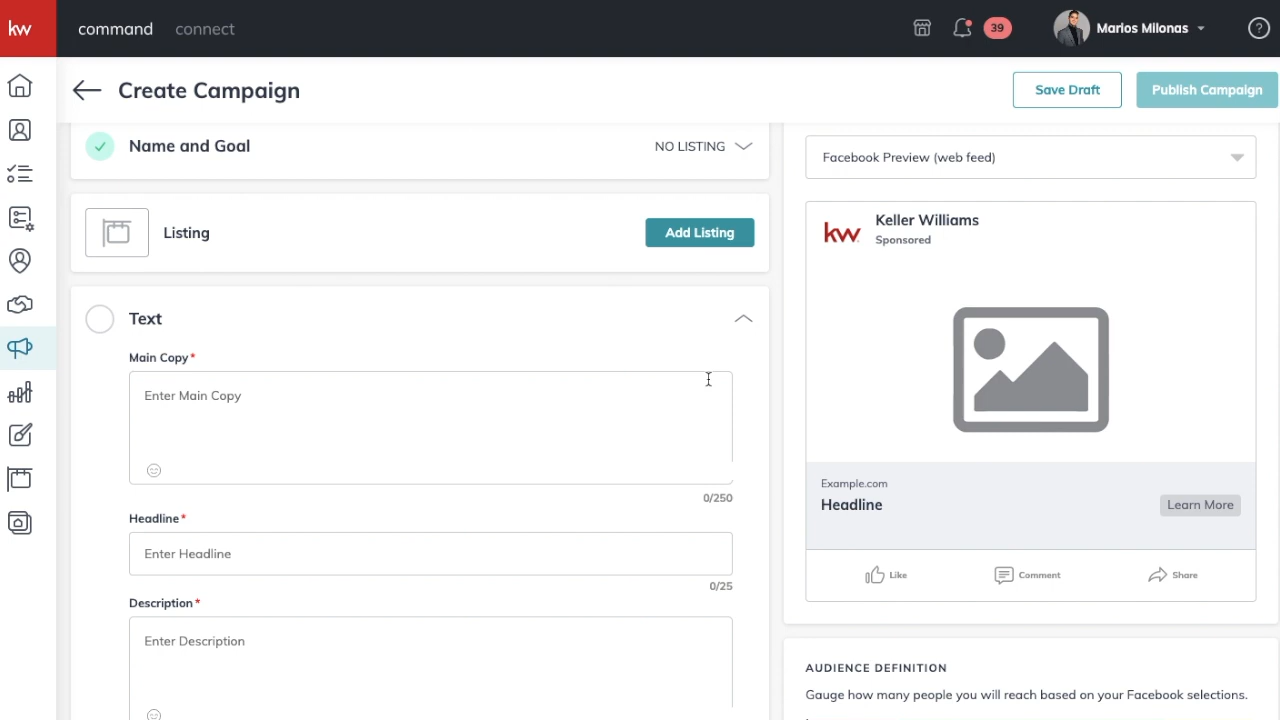 kw
command
connect
39
Marios Milonas
?
Create Campaign
Save Draft
Publish Campaign
Name and Goal
NO LISTING
Listing
Add Listing
Text
Main Copy*
Enter Main Copy
0/250
Headline*
Enter Headline
0/25
Description*
Enter Description
Facebook Preview (web feed)
kw
Keller Williams
Sponsored
Example.com
Headline
Learn More
Like
Comment
Share
AUDIENCE DEFINITION
Gauge how many people you will reach based on your Facebook selections.